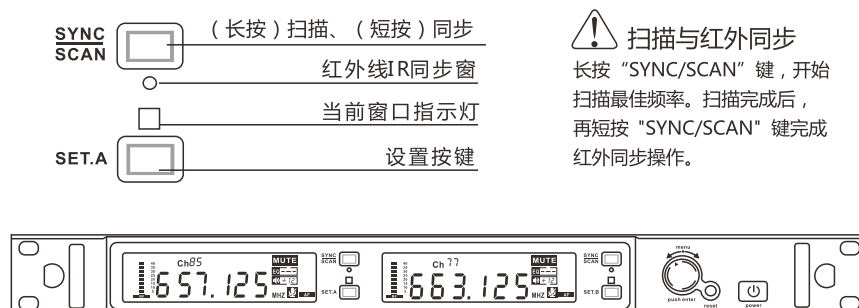 SYNC
SCAN
（长按）扫描、（短按）同步
红外线IR同步窗
当前窗口指示灯
SET.A
设置按键
扫描与红外同步
长按“SYNC/SCAN”键，开始
扫描最佳频率。扫描完成后，
再短按 "SYNC/SCAN" 键完成
红外同步操作。
Ch85
MUTE
657.125
MHZ
SYNC
SCAN
SET.A
Ch 77
MUTE
663.125
MHZ
SYNC
SCAN
SET.B
menu
push enter
reset
power